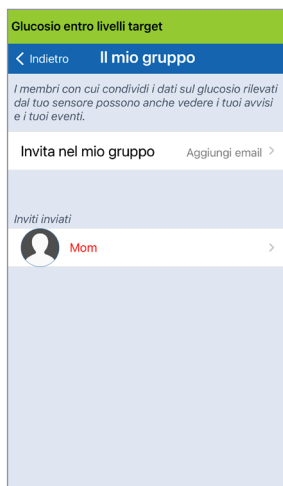 Glucosio entro livelli target
Indietro Il mio gruppo
I membri con cui condividi i dati sul glucosio rilevati
dal tuo sensore possono anche vedere i tuoi avvisi
e i tuoi eventi.
Invita nel mio gruppo Aggiungi email
Inviti inviati
Mom